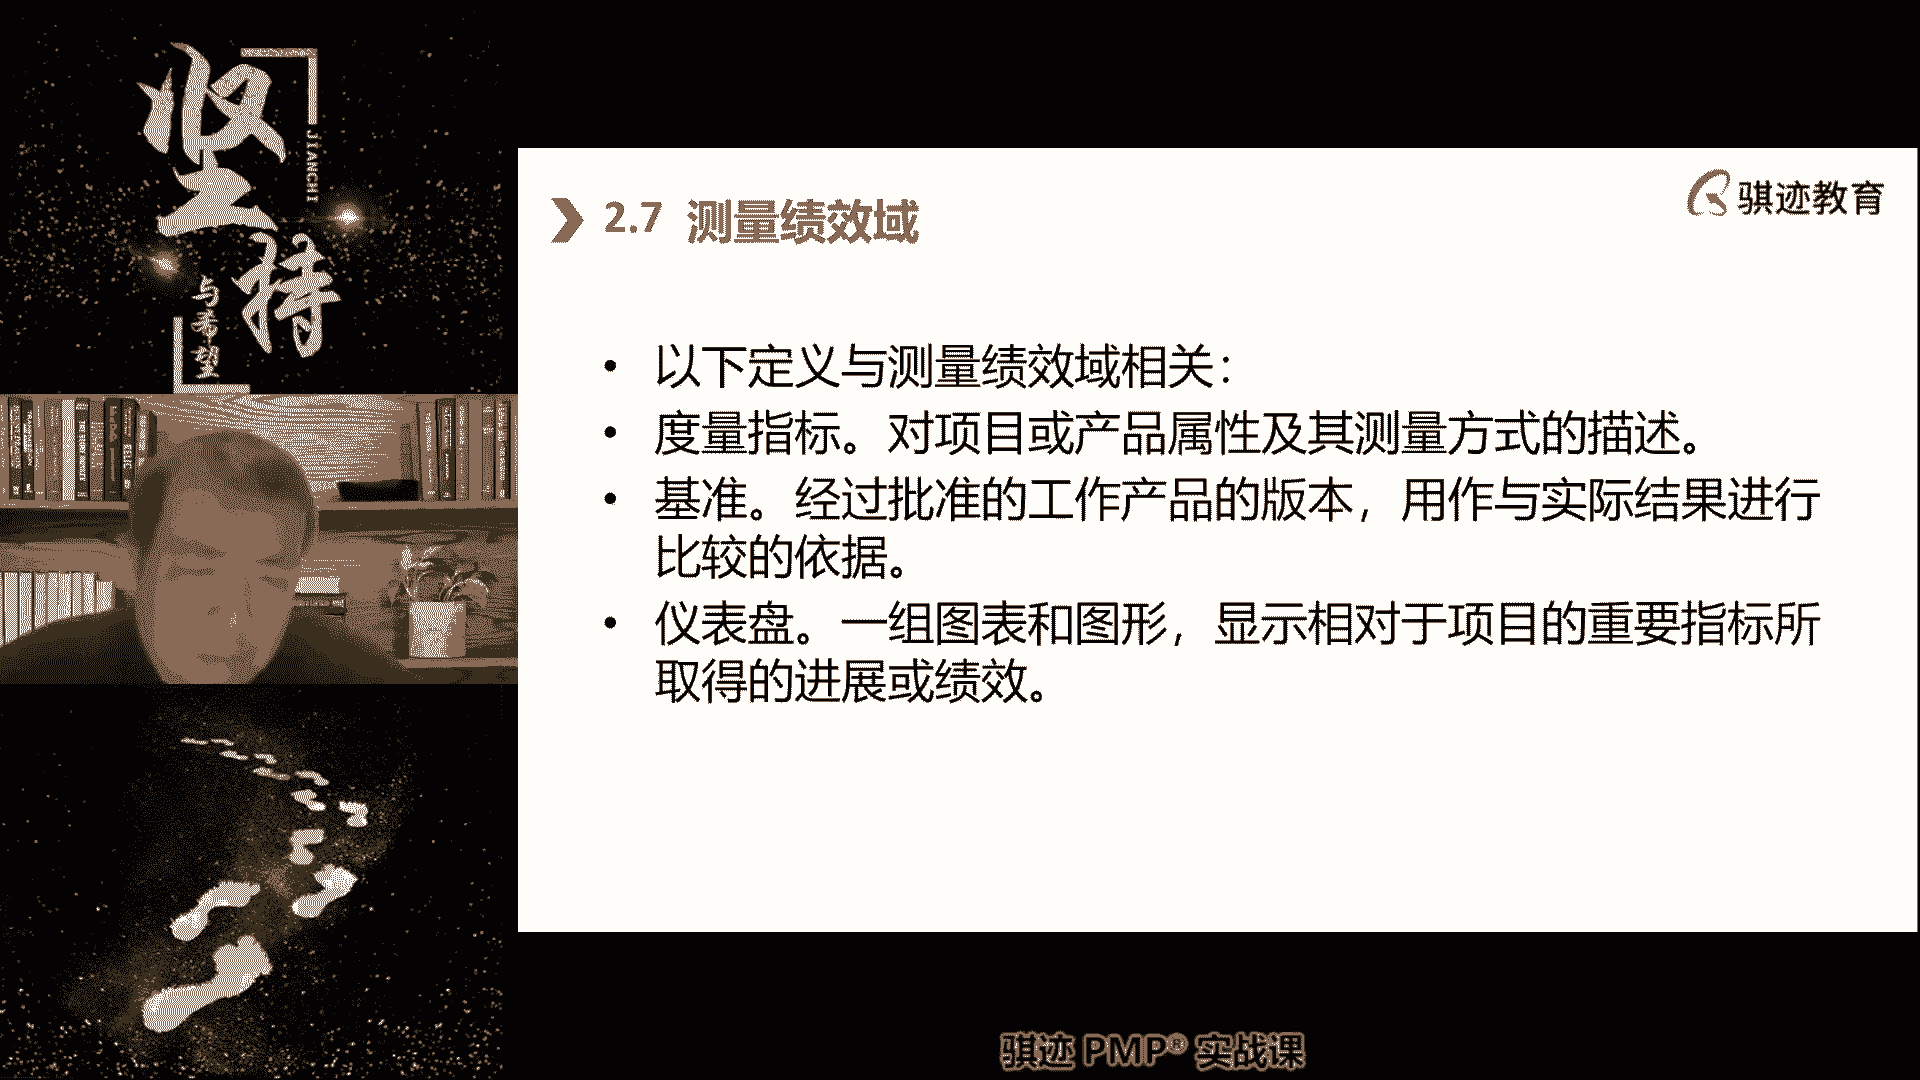 坚持
JIANCHI
与希望
2.7 测量绩效域
骐迹教育
• 以下定义与测量绩效域相关：
• 度量指标。对项目或产品属性及其测量方式的描述。
• 基准。经过批准的工作产品的版本，用作与实际结果进行
比较的依据。
• 仪表盘。一组图表和图形，显示相对于项目的重要指标所
取得的进展或绩效。
骐迹 PMP® 实战课